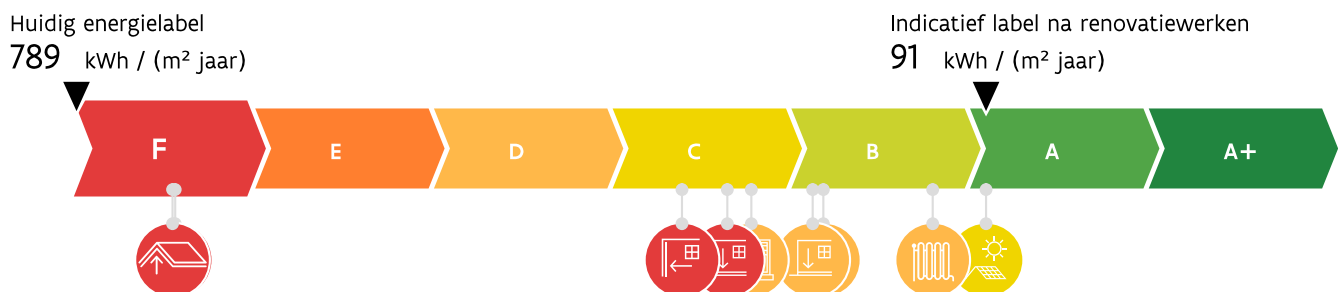 Huidig energielabel
789 kWh / (m² jaar)
Indicatief label na renovatiewerken
91 kWh / (m² jaar)
F E D C B A A+